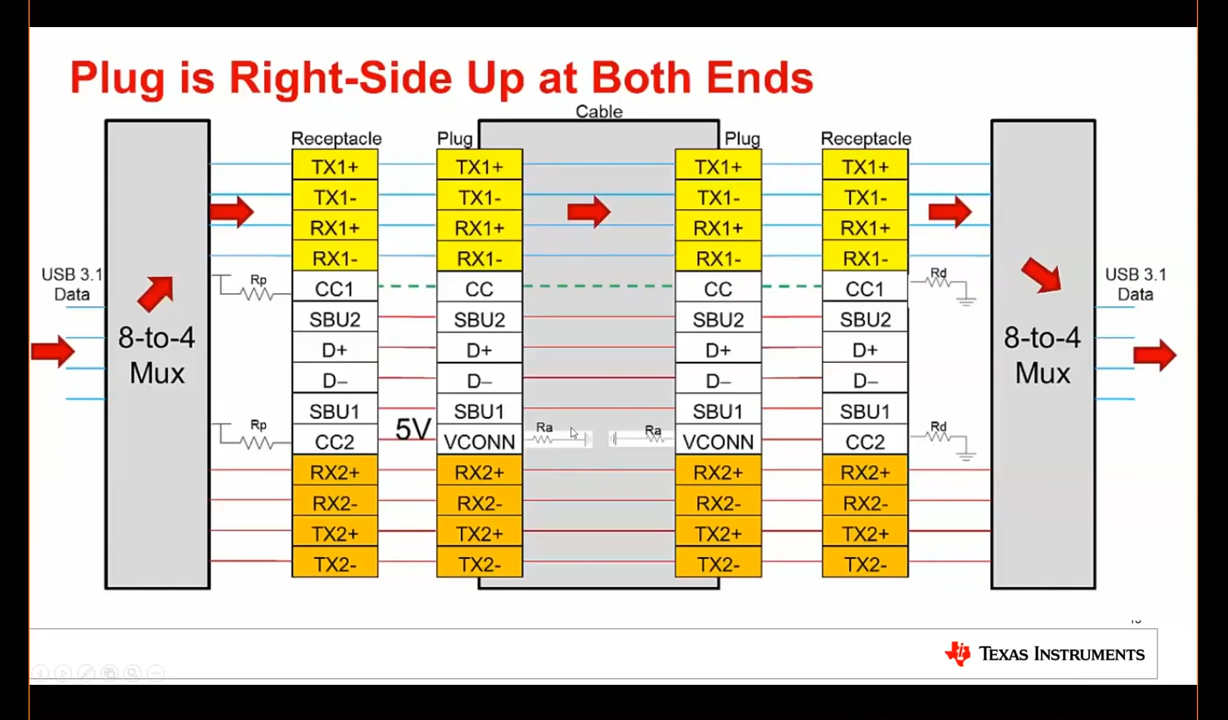 Plug is Right-Side Up at Both Ends
Cable
Receptacle Plug Plug Receptacle
TX1+ TX1+ TX1+ TX1+
TX1- TX1- TX1- TX1-
RX1+ RX1+ RX1+ RX1+
RX1- RX1- RX1- RX1-
USB 3.1
Data
Rp CC1 CC CC CC1 Rd
USB 3.1
Data
SBU2 SBU2 SBU2 SBU2
8-to-4
Mux
D+ D+ D+ D+
8-to-4
Mux
D– D– D– D–
SBU1 SBU1 SBU1 SBU1
Rp CC2 5V VCONN Ra Ra VCONN CC2 Rd
RX2+ RX2+ RX2+ RX2+
RX2- RX2- RX2- RX2-
TX2+ TX2+ TX2+ TX2+
TX2- TX2- TX2- TX2-
TEXAS INSTRUMENTS